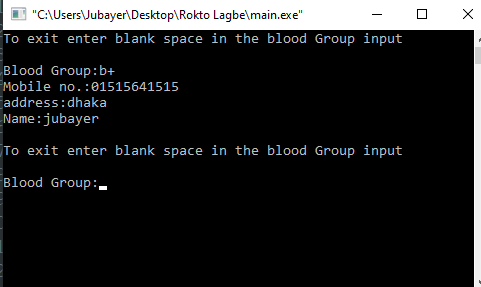 "C:\Users\Jubayer\Desktop\Rokto Lagbe\main.exe"
To exit enter blank space in the blood Group input
Blood Group:b+
Mobile no.:01515641515
address:dhaka
Name:jubayer
To exit enter blank space in the blood Group input
Blood Group: